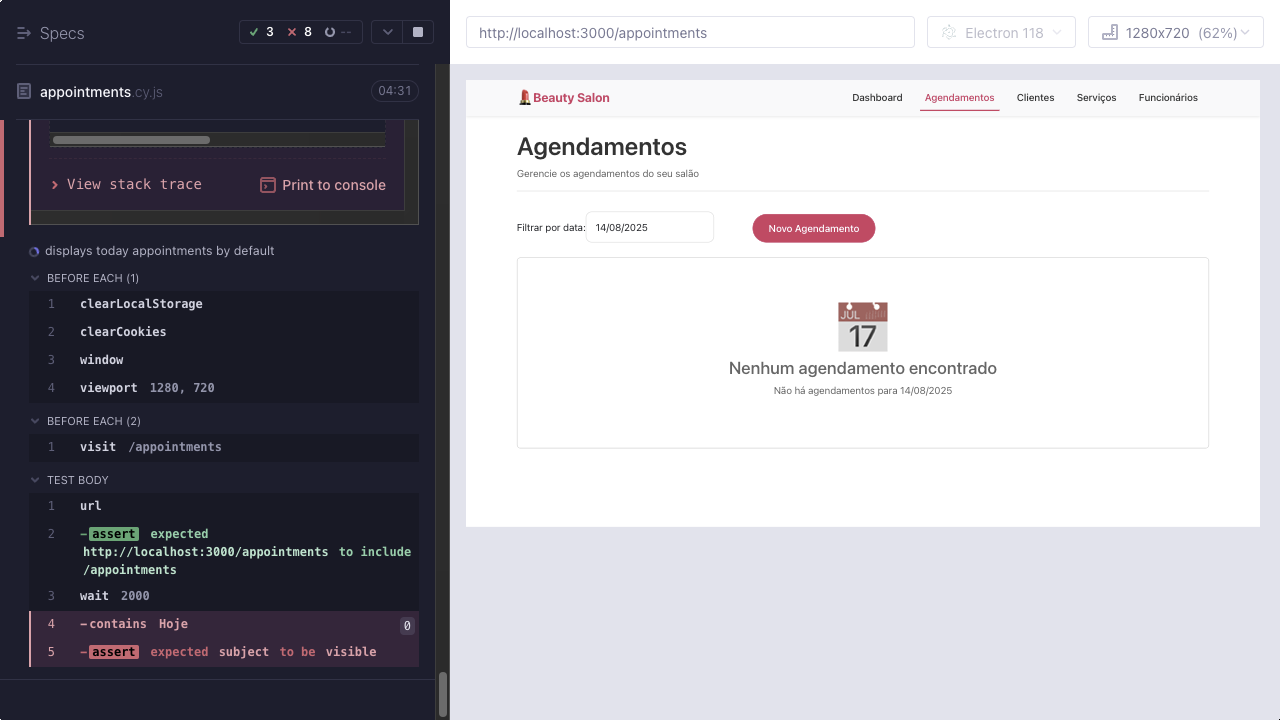 Specs
3
8
--
http://localhost:3000/appointments
Electron 118
1280x720 (62%)
appointments.cy.js
04:31
View stack trace
Print to console
displays today appointments by default
BEFORE EACH (1)
1 clearLocalStorage
2 clearCookies
3 window
4 viewport 1280, 720
BEFORE EACH (2)
1 visit /appointments
TEST BODY
1 url
2 -assert expected
http://localhost:3000/appointments to include
/appointments
3 wait 2000
4 -contains Hoje 0
5 -assert expected subject to be visible
Beauty Salon
Dashboard
Agendamentos
Clientes
Serviços
Funcionários
Agendamentos
Gerencie os agendamentos do seu salão
Filtrar por data: 14/08/2025
Novo Agendamento
JUL
17
Nenhum agendamento encontrado
Não há agendamentos para 14/08/2025